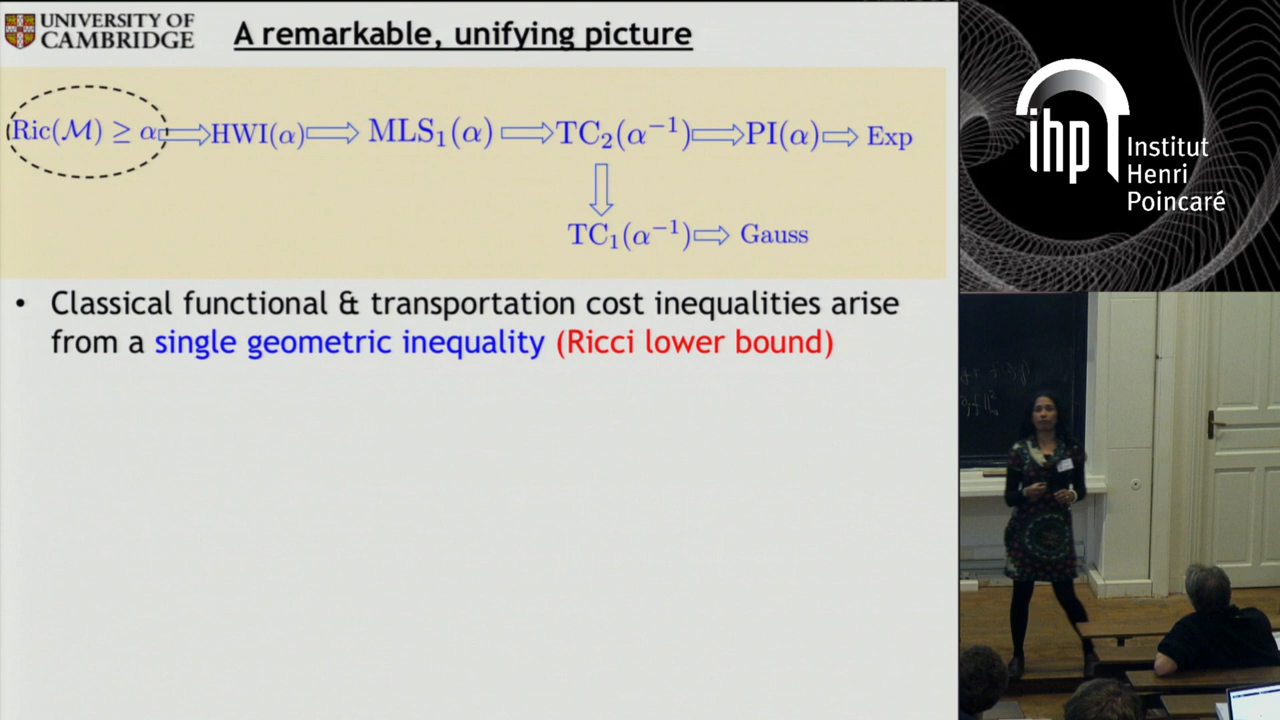 UNIVERSITY OF
CAMBRIDGE
A remarkable, unifying picture
Ric(ℳ) ≥ α ⇒ HWI(α) ⇒ MLS₁(α) ⇒ TC₂(α⁻¹) ⇒ PI(α) ⇒ Exp
⇓
TC₁(α⁻¹) ⇒ Gauss
• Classical functional & transportation cost inequalities arise
from a single geometric inequality (Ricci lower bound)
ihp
Institut
Henri
Poincaré